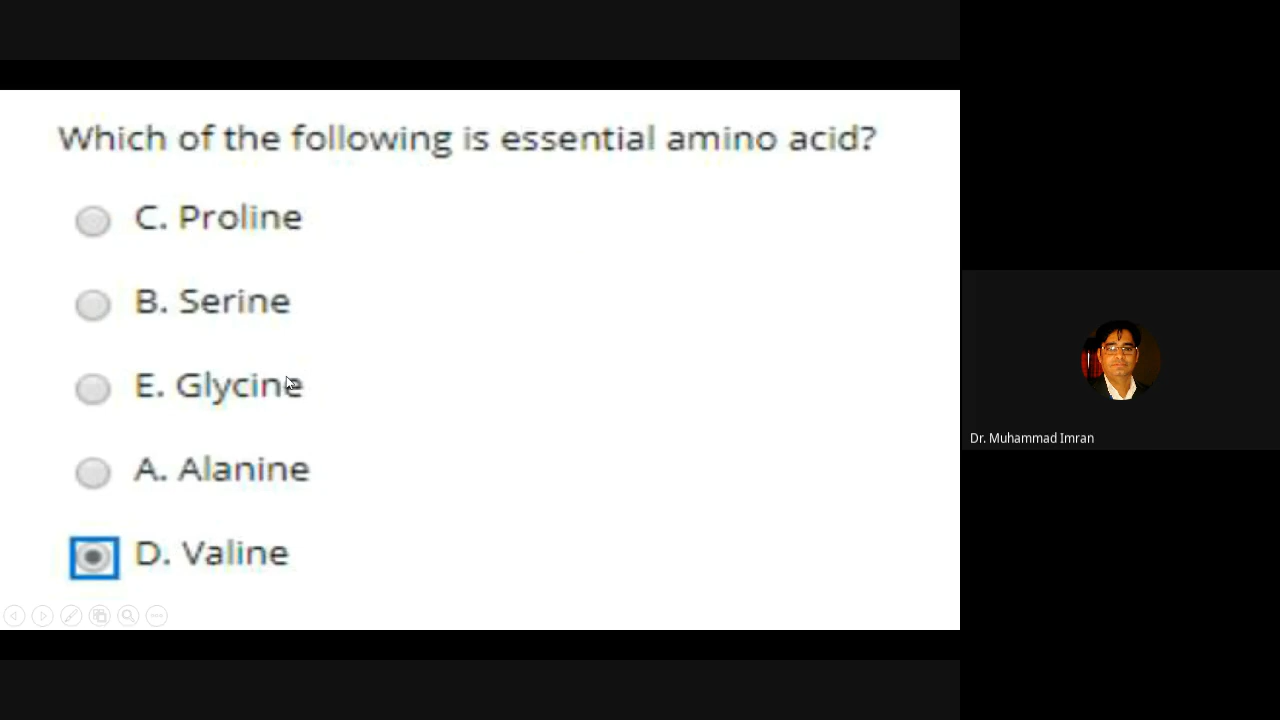 Which of the following is essential amino acid?
C. Proline
B. Serine
E. Glycine
A. Alanine
D. Valine
Dr. Muhammad Imran